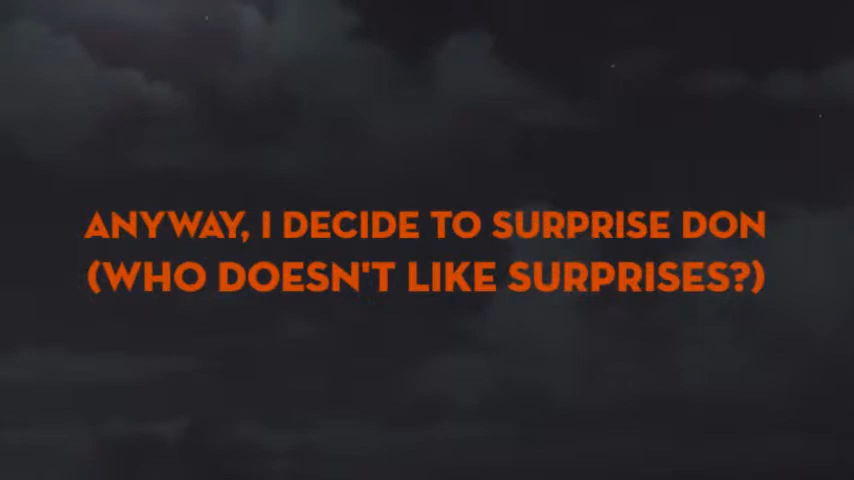 ANYWAY, I DECIDE TO SURPRISE DON
(WHO DOESN'T LIKE SURPRISES?)